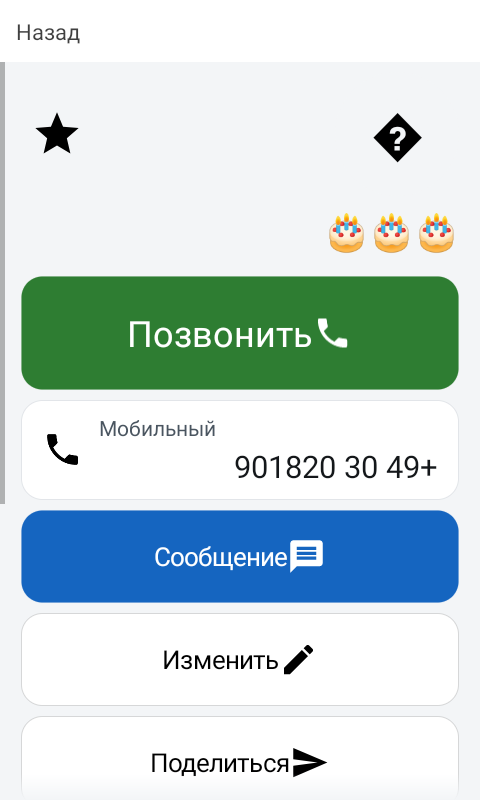 Назад
🎂🎂🎂
Позвонить
Мобильный
901820 30 49+
Сообщение
Изменить
Поделиться